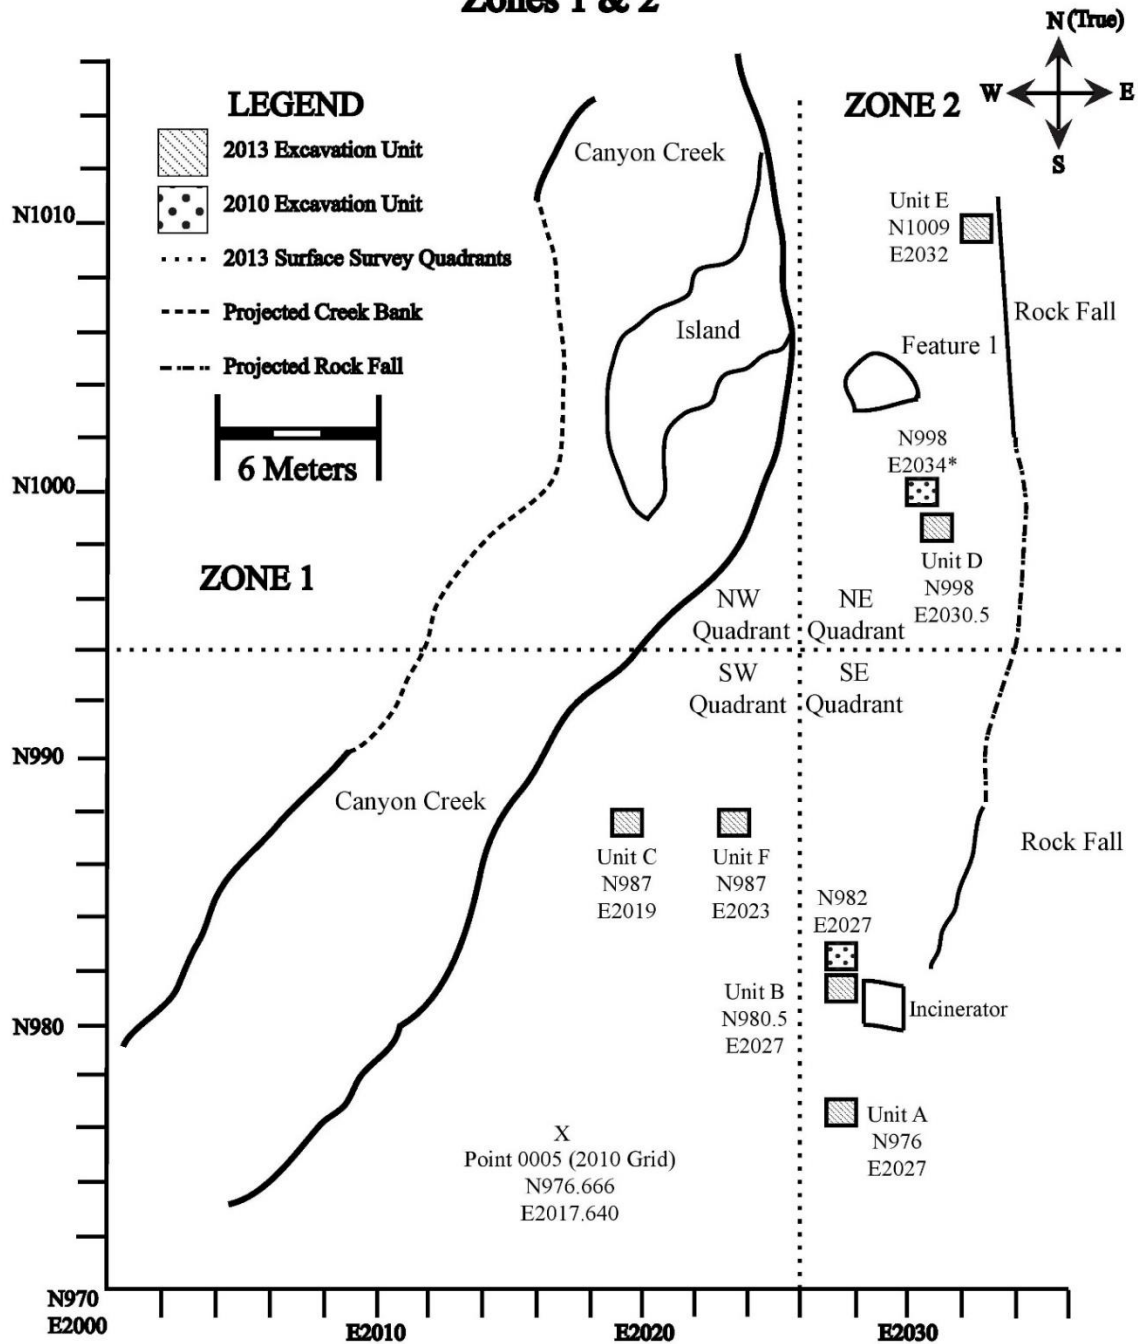 Zones 1 & 2
N (True)
W
E
S
LEGEND
2013 Excavation Unit
2010 Excavation Unit
2013 Surface Survey Quadrants
Projected Creek Bank
Projected Rock Fall
6 Meters
Canyon Creek
ZONE 2
Island
Unit E
N1009
E2032
Rock Fall
Feature 1
N998
E2034*
Unit D
N998
E2030.5
ZONE 1
NW
Quadrant
NE
Quadrant
SW
Quadrant
SE
Quadrant
Canyon Creek
Unit C
N987
E2019
Unit F
N987
E2023
Rock Fall
N982
E2027
Unit B
N980.5
E2027
Incinerator
Unit A
N976
E2027
X
Point 0005 (2010 Grid)
N976.666
E2017.640
N1010
N1000
N990
N980
N970
E2000
E2010
E2020
E2030